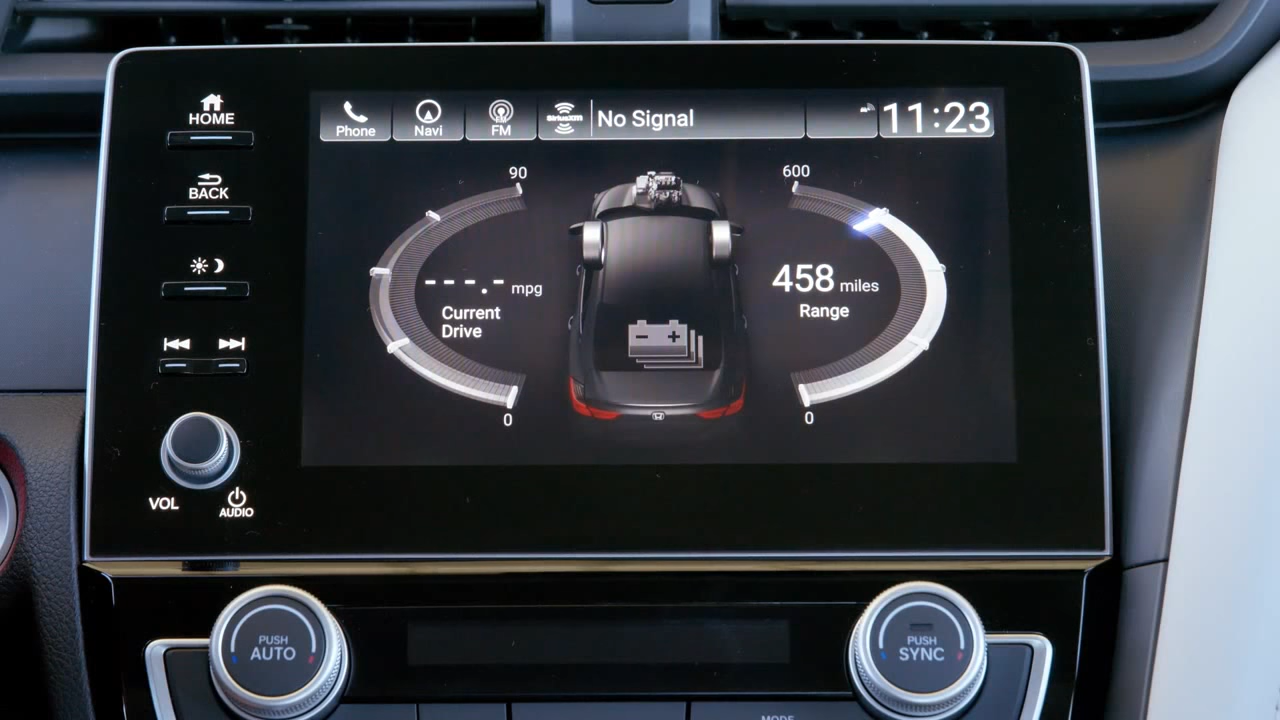 HOME
BACK
VOL
AUDIO
Phone
Navi
FM
SiriusXM
No Signal
11:23
90
0
--.- mpg
Current
Drive
- +
600
458 miles
Range
0
PUSH
AUTO
PUSH
SYNC
MODE